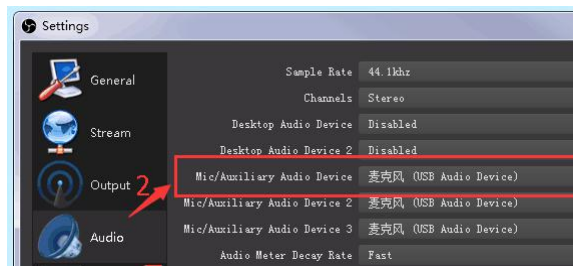 Settings
General
Stream
Output
Audio
2
Sample Rate 44.1khz
Channels Stereo
Desktop Audio Device Disabled
Desktop Audio Device 2 Disabled
Mic/Auxiliary Audio Device 麦克风 (USB Audio Device)
Mic/Auxiliary Audio Device 2 麦克风 (USB Audio Device)
Mic/Auxiliary Audio Device 3 麦克风 (USB Audio Device)
Audio Meter Decay Rate Fast